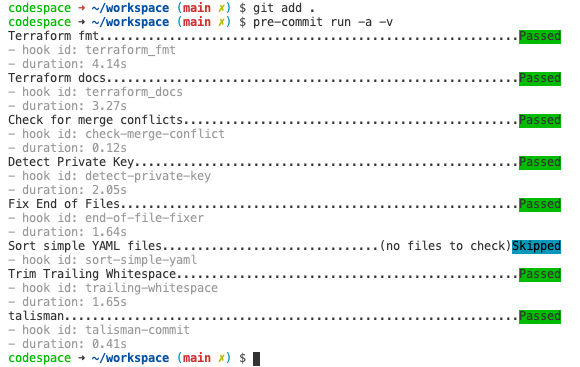 codespace ➜ ~/workspace (main ✗) $ git add .
codespace ➜ ~/workspace (main ✗) $ pre-commit run -a -v
Terraform fmt............................................................Passed
- hook id: terraform_fmt
- duration: 4.14s
Terraform docs...........................................................Passed
- hook id: terraform_docs
- duration: 3.27s
Check for merge conflicts................................................Passed
- hook id: check-merge-conflict
- duration: 0.12s
Detect Private Key.......................................................Passed
- hook id: detect-private-key
- duration: 2.05s
Fix End of Files.........................................................Passed
- hook id: end-of-file-fixer
- duration: 1.64s
Sort simple YAML files...............................(no files to check)Skipped
- hook id: sort-simple-yaml
Trim Trailing Whitespace.................................................Passed
- hook id: trailing-whitespace
- duration: 1.65s
talisman.................................................................Passed
- hook id: talisman-commit
- duration: 0.41s
codespace ➜ ~/workspace (main ✗) $